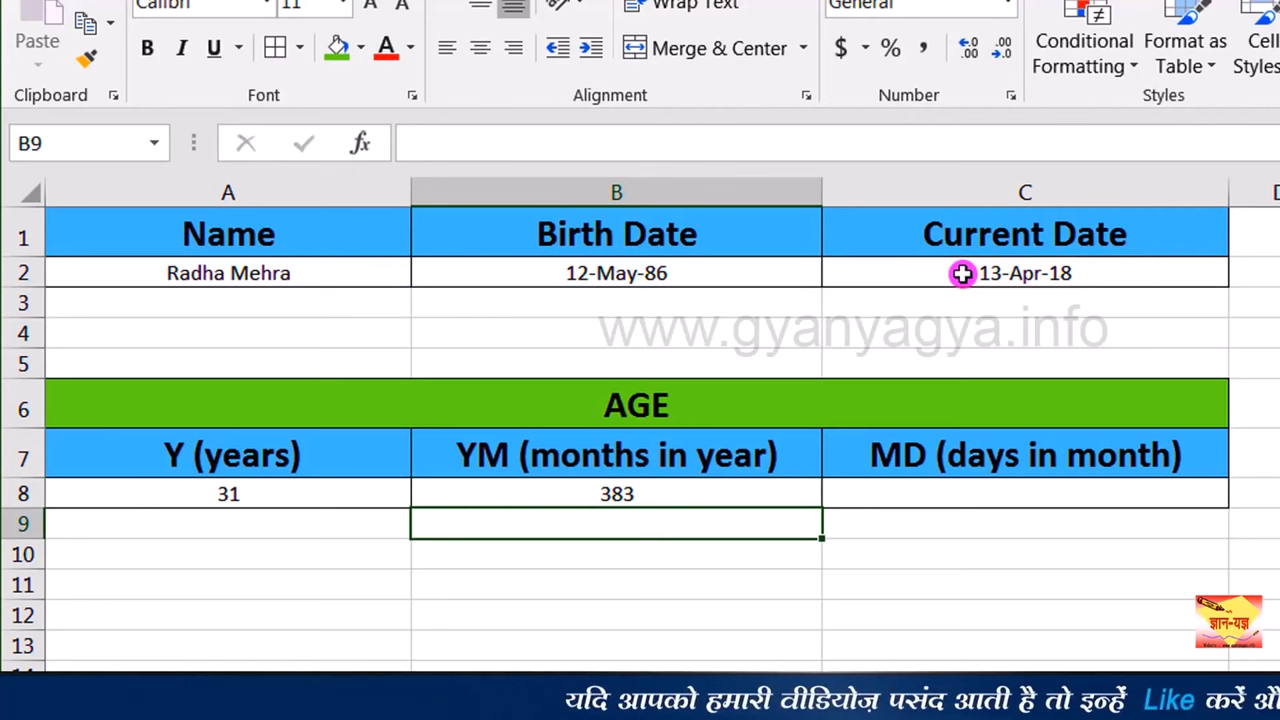 Calibri 11 Wrap Text General
Paste B I U A Merge & Center $ % , Conditional Formatting Format as Table Cell Styles
Clipboard Font Alignment Number Styles
B9 fx
A B C
1 Name Birth Date Current Date
2 Radha Mehra 12-May-86 13-Apr-18
3
www.gyanyagya.info
4
5
6 AGE
7 Y (years) YM (months in year) MD (days in month)
8 31 383
9
10
11
12
ज्ञान-यज्ञ
13
यदि आपको हमारी वीडियोज़ पसंद आती है तो इन्हें Like करें